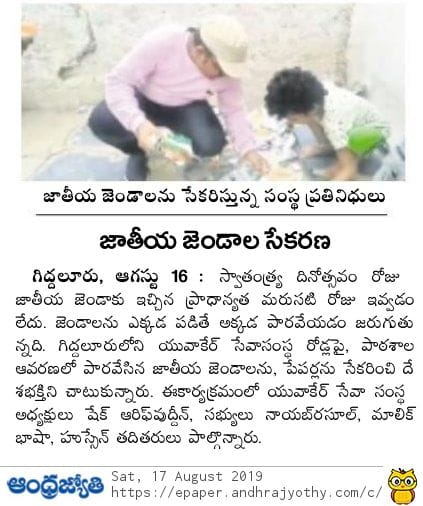 జాతీయ జెండాలను సేకరిస్తున్న సంస్థ ప్రతినిధులు
జాతీయ జెండాల సేకరణ
గిద్దలూరు, ఆగస్టు 16 : స్వాతంత్ర్య దినోత్సవం రోజు
జాతీయ జెండాకు ఇచ్చిన ప్రాధాన్యత మరుసటి రోజు ఇవ్వడం
లేదు. జెండాలను ఎక్కడ పడితే అక్కడ పారవేయడం జరుగుతు
న్నది. గిద్దలూరులోని యువాకేర్ సేవాసంస్థ రోడ్లపై, పాఠశాల
ఆవరణలో పారవేసిన జాతీయ జెండాలను, పేపర్లను సేకరించి దే
శభక్తిని చాటుకున్నారు. ఈకార్యక్రమంలో యువాకేర్ సేవా సంస్థ
అధ్యక్షులు షేక్ ఆరిఫ్‌వుద్దీన్, సభ్యులు నాయబ్‌రసూల్, మాలిక్
భాషా, హుస్సేన్ తదితరులు పాల్గొన్నారు.
ఆంధ్రజ్యోతి
Sat, 17 August 2019
https://epaper.andhrajyothy.com/c/